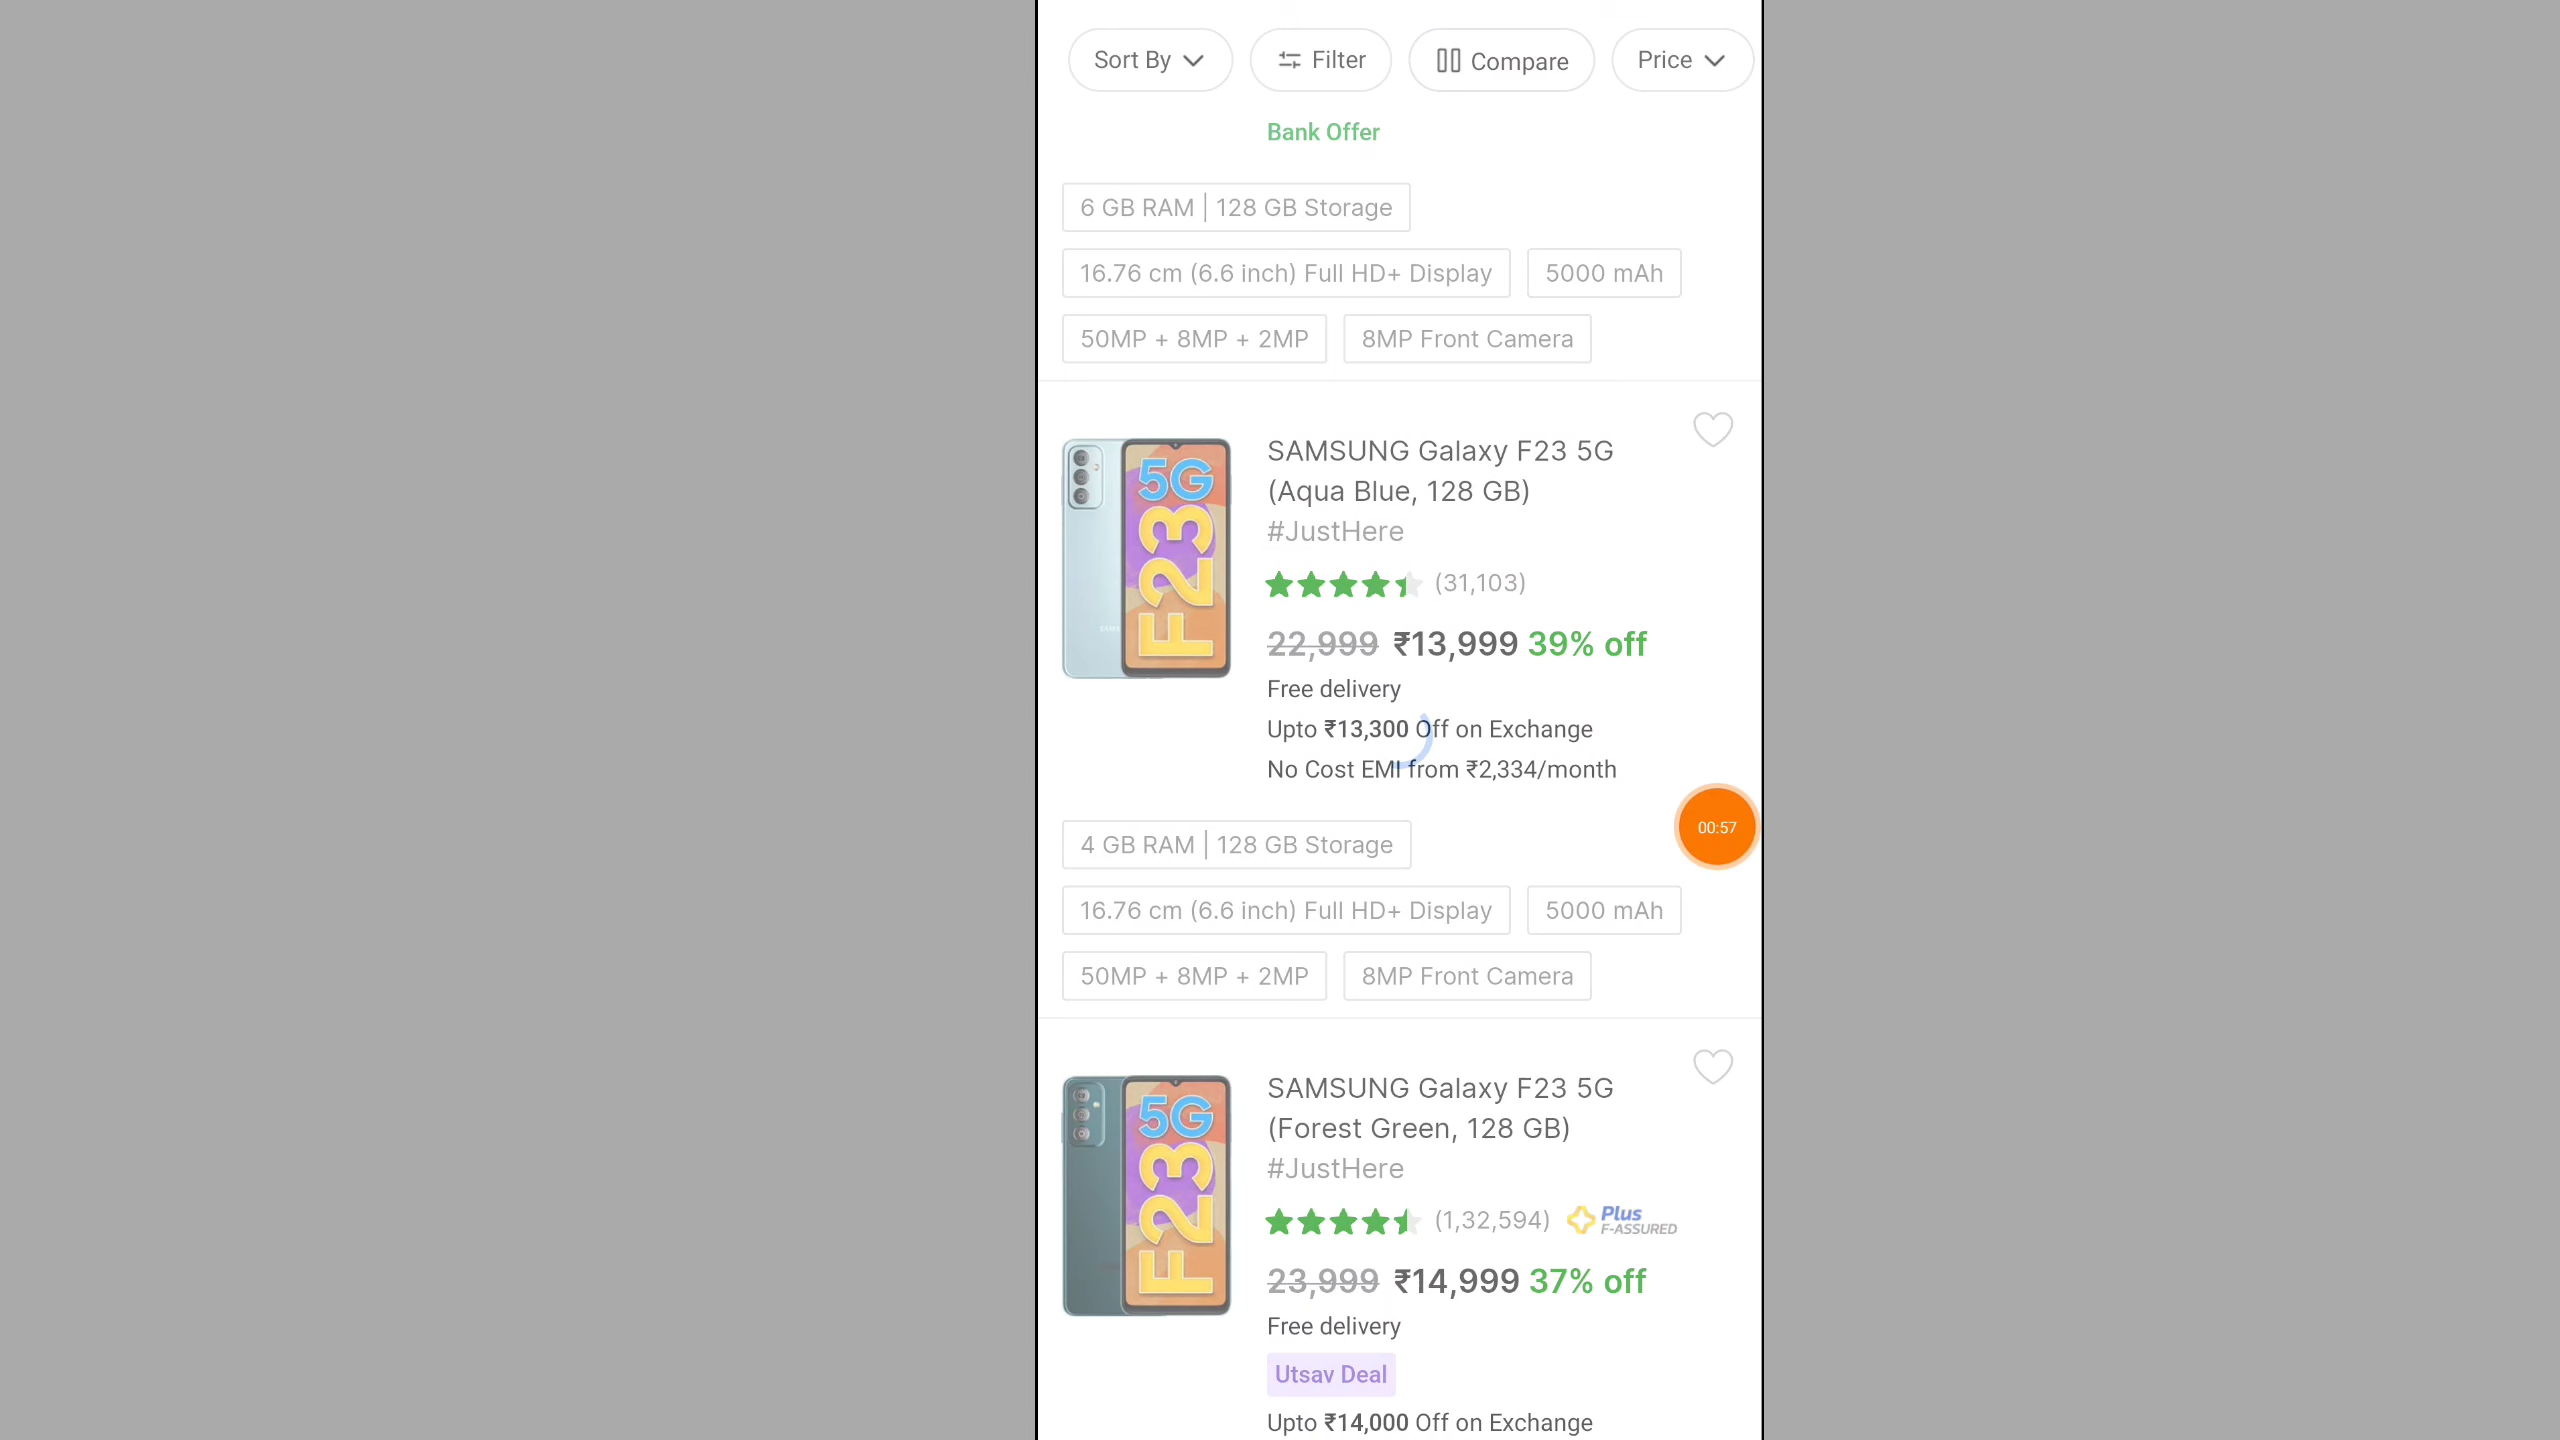 Sort By
Filter
Compare
Price
Bank Offer
6 GB RAM | 128 GB Storage
16.76 cm (6.6 inch) Full HD+ Display
5000 mAh
50MP + 8MP + 2MP
8MP Front Camera
5G
F23
SAMSUNG Galaxy F23 5G
(Aqua Blue, 128 GB)
#JustHere
(31,103)
22,999 ₹13,999 39% off
Free delivery
Upto ₹13,300 Off on Exchange
No Cost EMI from ₹2,334/month
00:57
4 GB RAM | 128 GB Storage
16.76 cm (6.6 inch) Full HD+ Display
5000 mAh
50MP + 8MP + 2MP
8MP Front Camera
5G
F23
SAMSUNG Galaxy F23 5G
(Forest Green, 128 GB)
#JustHere
(1,32,594)
Plus
F-ASSURED
23,999 ₹14,999 37% off
Free delivery
Utsav Deal
Upto ₹14,000 Off on Exchange